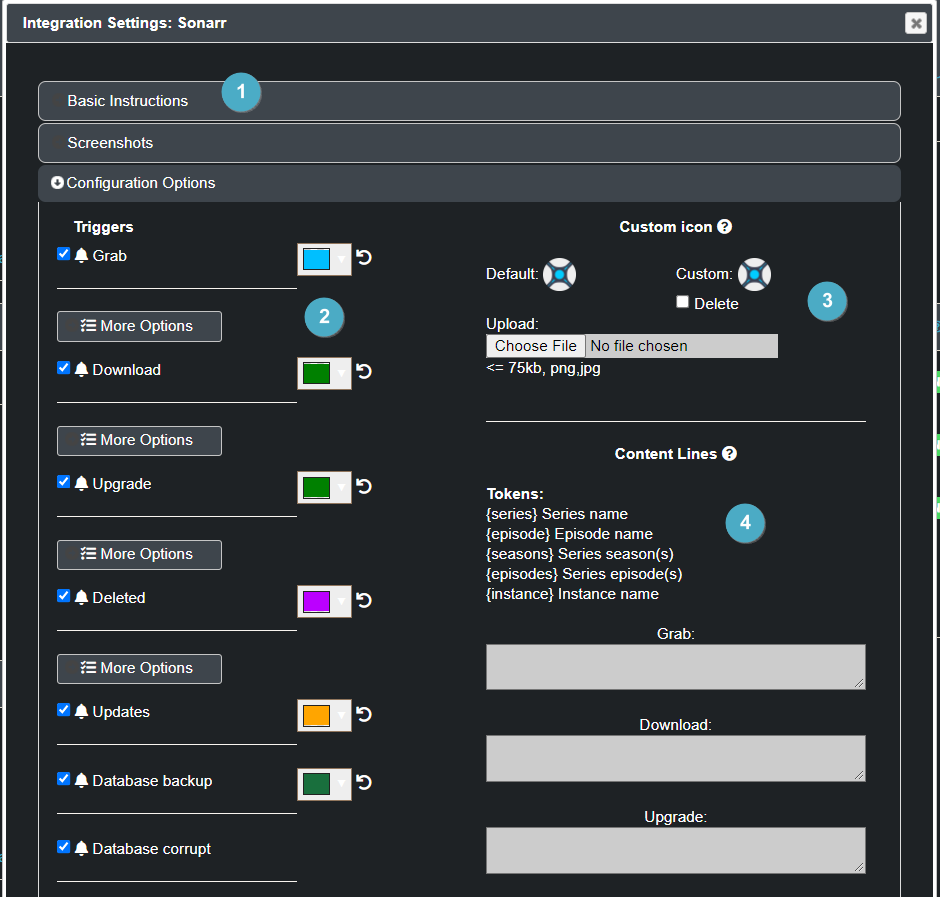 Integration Settings: Sonarr
Basic Instructions
1
Screenshots
Configuration Options
Triggers
Grab
More Options
2
Download
More Options
Upgrade
More Options
Deleted
More Options
Updates
Database backup
Database corrupt
Custom icon
Default:
Custom:
Delete
3
Upload:
Choose File No file chosen
<= 75kb, png,jpg
Content Lines
Tokens:
{series} Series name
{episode} Episode name
{seasons} Series season(s)
{episodes} Series episode(s)
{instance} Instance name
4
Grab:
Download:
Upgrade: